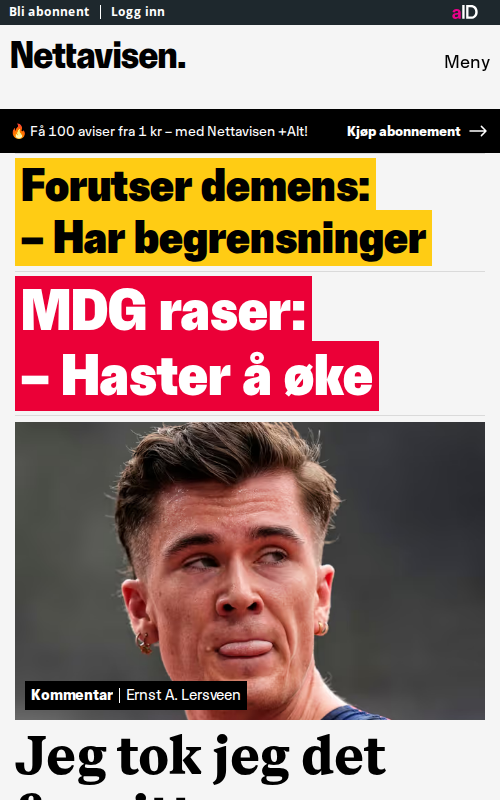 Bli abonnent | Logg inn
aID
Nettavisen.
Meny
🔥 Få 100 aviser fra 1 kr – med Nettavisen +Alt!
Kjøp abonnement →
Forutser demens:
– Har begrensninger
MDG raser:
– Haster å øke
Kommentar | Ernst A. Lersveen
Jeg tok jeg det